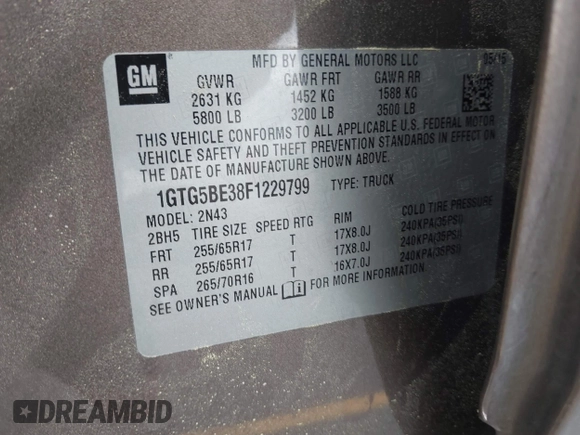 GM
MFD BY GENERAL MOTORS LLC 05/15
GVWR GAWR FRT GAWR RR
2631 KG 1452 KG 1588 KG
5800 LB 3200 LB 3500 LB
THIS VEHICLE CONFORMS TO ALL APPLICABLE U.S. FEDERAL MOTOR
VEHICLE SAFETY AND THEFT PREVENTION STANDARDS IN EFFECT ON
THE DATE OF MANUFACTURE SHOWN ABOVE.
1GTG5BE38F1229799 TYPE: TRUCK
MODEL: 2N43
2BH5 TIRE SIZE SPEED RTG RIM COLD TIRE PRESSURE
FRT 255/65R17 T 17X8.0J 240KPA(35PSI)
RR 255/65R17 T 17X8.0J 240KPA(35PSI)
SPA 265/70R16 T 16X7.0J 240KPA(35PSI)
SEE OWNER'S MANUAL FOR MORE INFORMATION
DREAMBID